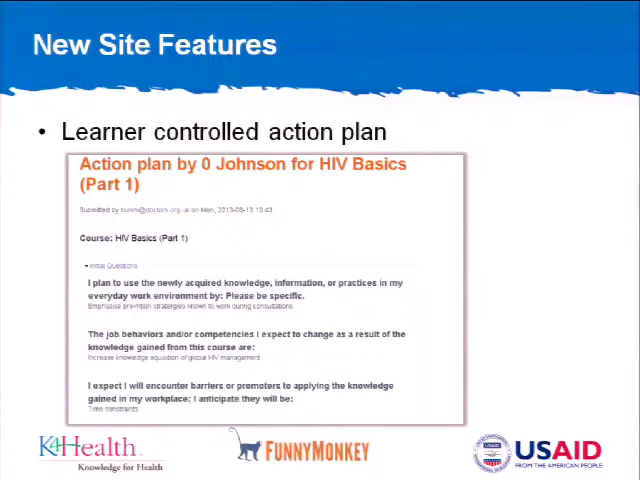 New Site Features
• Learner controlled action plan
Action plan by 0 Johnson for HIV Basics
(Part 1)
Submitted by on Mon, 2013-05-13 15:43
Course: HIV Basics (Part 1)
Initial Questions
I plan to use the newly acquired knowledge, information, or practices in my
everyday work environment by: Please be specific.
Emphasise prevention stratergies known to work during consultations
The job behaviors and/or competencies I expect to change as a result of the
knowledge gained from this course are:
Increase knowledge equisition of global HIV management
I expect I will encounter barriers or promoters to applying the knowledge
gained in my workplace; I anticipate they will be:
Time constraints
K4Health
Knowledge for Health
FUNNYMONKEY
USAID
FROM THE AMERICAN PEOPLE